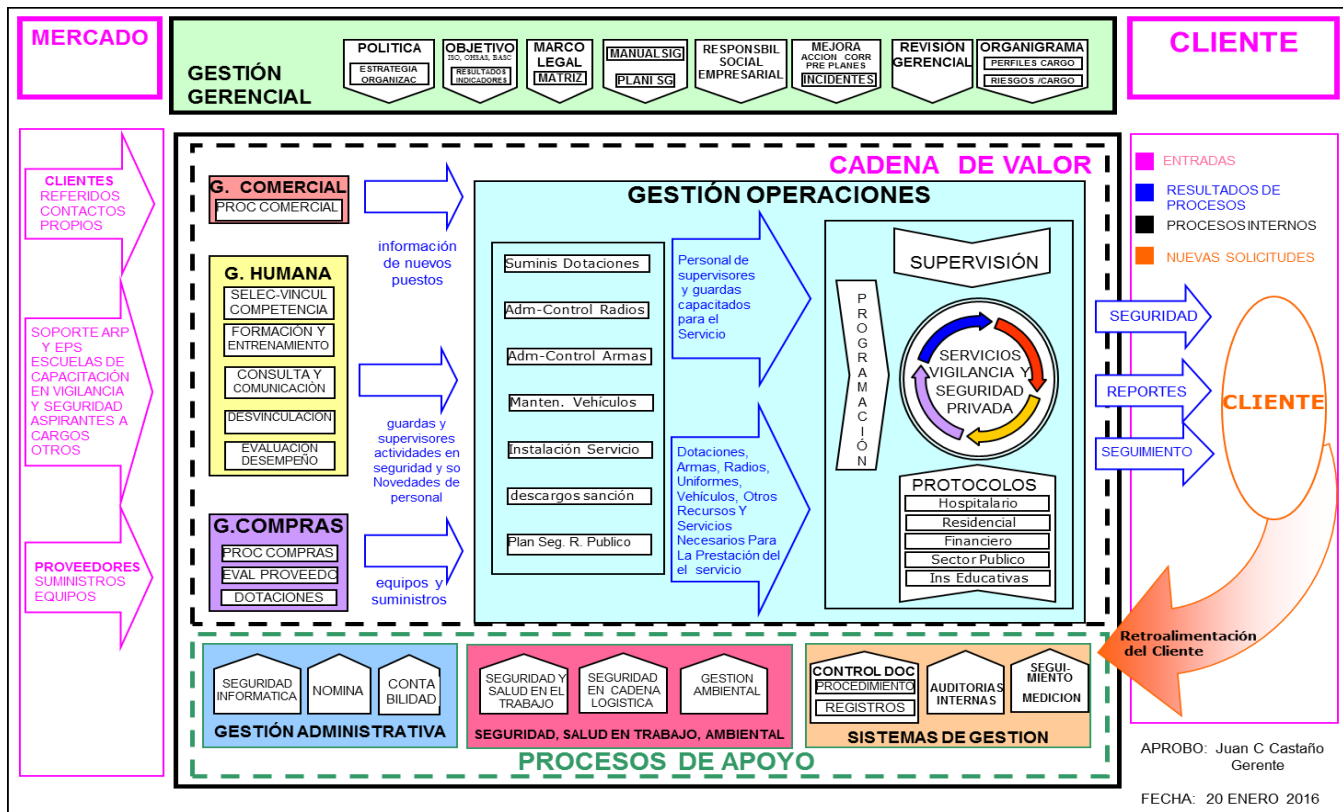 MERCADO
GESTIÓN
GERENCIAL
POLITICA
ESTRATEGIA
ORGANIZAC
OBJETIVO
ISO, OHSAS, BASC
RESULTADOS
INDICADORES
MARCO
LEGAL
MATRIZ
MANUAL SIG
PLANI SG
RESPONSBIL
SOCIAL
EMPRESARIAL
MEJORA
ACCION CORR
PRE PLANES
INCIDENTES
REVISIÓN
GERENCIAL
ORGANIGRAMA
PERFILES CARGO
RIESGOS /CARGO
CLIENTE
CLIENTES
REFERIDOS
CONTACTOS
PROPIOS
SOPORTE ARP
Y EPS
ESCUELAS DE
CAPACITACIÓN
EN VIGILANCIA
Y SEGURIDAD
ASPIRANTES A
CARGOS
OTROS
PROVEEDORES
SUMINISTROS
EQUIPOS
CADENA DE VALOR
G. COMERCIAL
PROC COMERCIAL
información
de nuevos
puestos
G. HUMANA
SELEC-VINCUL
COMPETENCIA
FORMACIÓN Y
ENTRENAMIENTO
CONSULTA Y
COMUNICACIÒN
DESVINCULACION
EVALUACION
DESEMPEÑO
guardas y
supervisores
actividades en
seguridad y so
Novedades de
personal
G.COMPRAS
PROC COMPRAS
EVAL PROVEEDO
DOTACIONES
equipos y
suministros
GESTIÓN OPERACIONES
Suminis Dotaciones
Adm-Control Radios
Adm-Control Armas
Manten. Vehículos
Instalación Servicio
descargos sanción
Plan Seg. R. Publico
Personal de
supervisores
y guardas
capacitados
para el
Servicio
Dotaciones,
Armas, Radios,
Uniformes,
Vehículos, Otros
Recursos Y
Servicios
Necesarios Para
La Prestación del
el servicio
PROGRAMACIÓN
SUPERVISIÓN
SERVICIOS
VIGILANCIA Y
SEGURIDAD
PRIVADA
PROTOCOLOS
Hospitalario
Residencial
Financiero
Sector Publico
Ins Educativas
ENTRADAS
RESULTADOS DE
PROCESOS
PROCESOS INTERNOS
NUEVAS SOLICITUDES
SEGURIDAD
REPORTES
SEGUIMIENTO
CLIENTE
Retroalimentación
del Cliente
SEGURIDAD
INFORMATICA
NOMINA
CONTA
BILIDAD
GESTIÓN ADMINISTRATIVA
SEGURIDAD Y
SALUD EN EL
TRABAJO
SEGURIDAD
EN CADENA
LOGISTICA
GESTION
AMBIENTAL
SEGURIDAD, SALUD EN TRABAJO, AMBIENTAL
CONTROL DOC
PROCEDIMIENTO
REGISTROS
AUDITORIAS
INTERNAS
SEGUI-
MIENTO
MEDICION
SISTEMAS DE GESTION
PROCESOS DE APOYO
APROBO: Juan C Castaño
Gerente
FECHA: 20 ENERO 2016